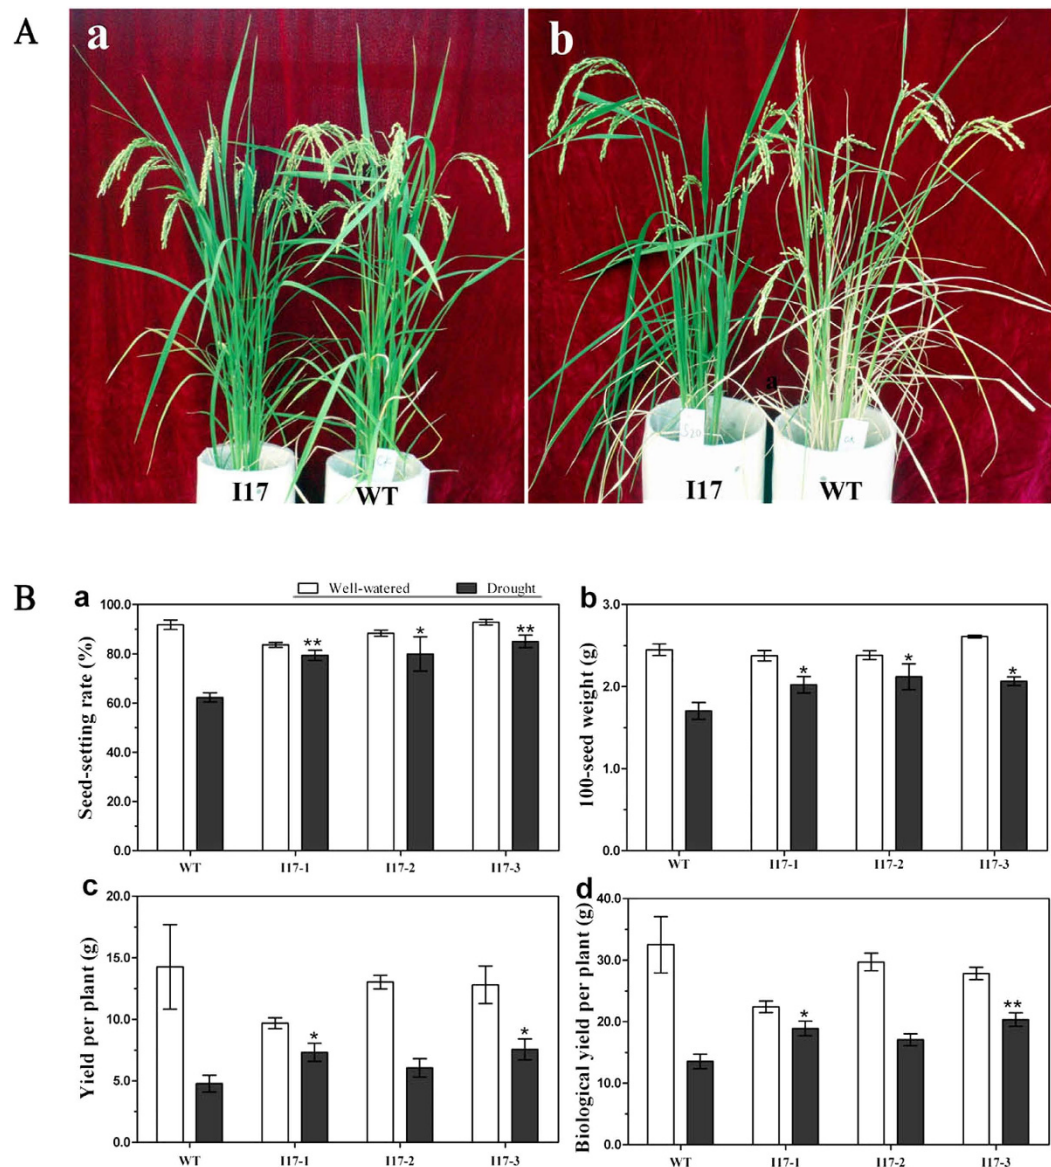 A
a
b
a
S20
CK
CK
I17
WT
I17
WT
B
Well-watered
Drought
a
Seed-setting rate (%)
100.0
80.0
60.0
40.0
20.0
0.0
**
*
**
WT
I17-1
I17-2
I17-3
b
100-seed weight (g)
3.0
2.0
1.0
0.0
*
*
*
WT
I17-1
I17-2
I17-3
c
Yield per plant (g)
20.0
15.0
10.0
5.0
0.0
*
*
WT
I17-1
I17-2
I17-3
d
Biological yield per plant (g)
40.0
30.0
20.0
10.0
0.0
*
**
WT
I17-1
I17-2
I17-3